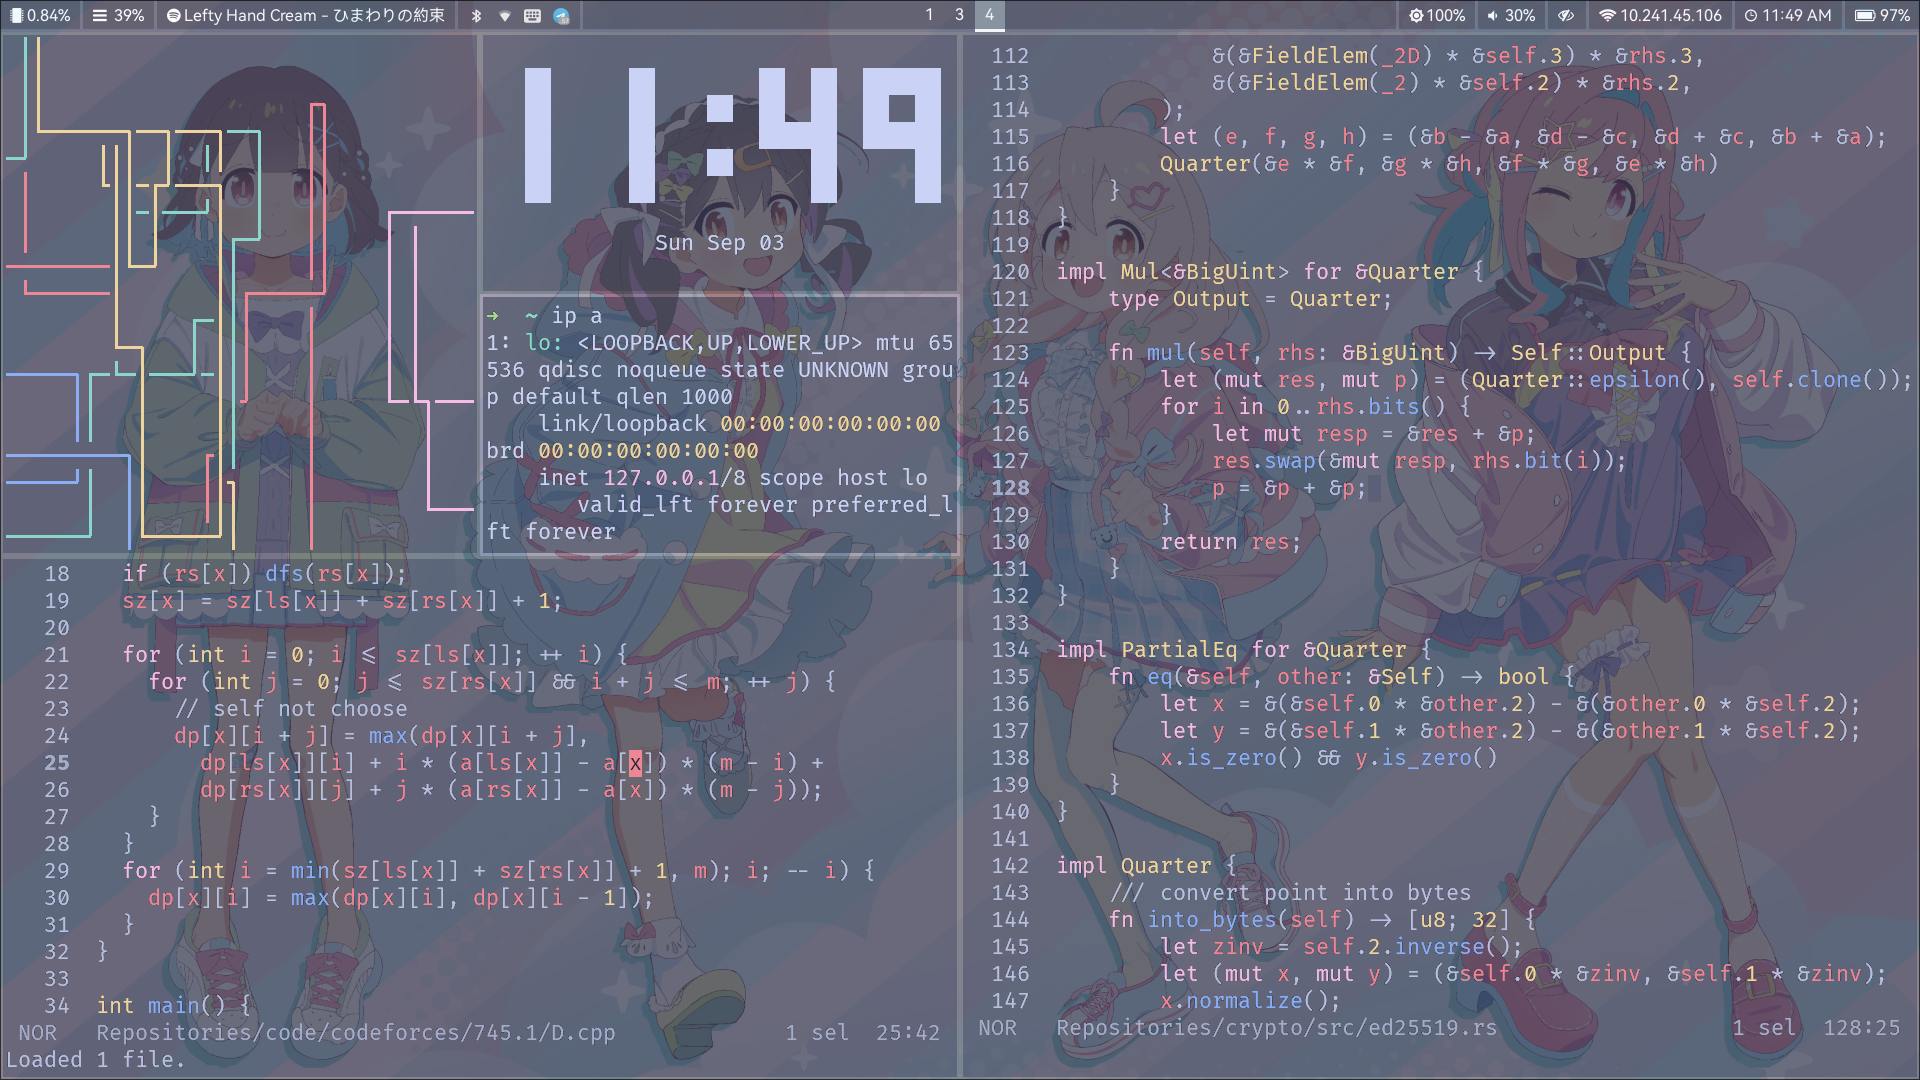 0.84% 39% Lefty Hand Cream - ひまわりの約束 1 3 4 100% 30% 10.241.45.106 11:49 AM 97%
11:49
Sun Sep 03
→ ~ ip a
1: lo: <LOOPBACK,UP,LOWER_UP> mtu 65
536 qdisc noqueue state UNKNOWN grou
p default qlen 1000
link/loopback 00:00:00:00:00:00
brd 00:00:00:00:00:00
inet 127.0.0.1/8 scope host lo
valid_lft forever preferred_l
ft forever
18 if (rs[x]) dfs(rs[x]);
19 sz[x] = sz[ls[x]] + sz[rs[x]] + 1;
20
21 for (int i = 0; i <= sz[ls[x]]; ++ i) {
22 for (int j = 0; j <= sz[rs[x]] && i + j <= m; ++ j) {
23 // self not choose
24 dp[x][i + j] = max(dp[x][i + j],
25 dp[ls[x]][i] + i * (a[ls[x]] - a[x]) * (m - i) +
26 dp[rs[x]][j] + j * (a[rs[x]] - a[x]) * (m - j));
27 }
28 }
29 for (int i = min(sz[ls[x]] + sz[rs[x]] + 1, m); i; -- i) {
30 dp[x][i] = max(dp[x][i], dp[x][i - 1]);
31 }
32 }
33
34 int main() {
NOR Repositories/code/codeforces/745.1/D.cpp 1 sel 25:42
Loaded 1 file.
112 &(&FieldElem(_2D) * &self.3) * &rhs.3,
113 &(&FieldElem(_2) * &self.2) * &rhs.2,
114 );
115 let (e, f, g, h) = (&b - &a, &d - &c, &d + &c, &b + &a);
116 Quarter(&e * &f, &g * &h, &f * &g, &e * &h)
117 }
118 }
119
120 impl Mul<&BigUint> for &Quarter {
121 type Output = Quarter;
122
123 fn mul(self, rhs: &BigUint) -> Self::Output {
124 let (mut res, mut p) = (Quarter::epsilon(), self.clone());
125 for i in 0..rhs.bits() {
126 let mut resp = &res + &p;
127 res.swap(&mut resp, rhs.bit(i));
128 p = &p + &p;
129 }
130 return res;
131 }
132 }
133
134 impl PartialEq for &Quarter {
135 fn eq(&self, other: &Self) -> bool {
136 let x = &(&self.0 * &other.2) - &(&other.0 * &self.2);
137 let y = &(&self.1 * &other.2) - &(&other.1 * &self.2);
138 x.is_zero() && y.is_zero()
139 }
140 }
141
142 impl Quarter {
143 /// convert point into bytes
144 fn into_bytes(self) -> [u8; 32] {
145 let zinv = self.2.inverse();
146 let (mut x, mut y) = (&self.0 * &zinv, &self.1 * &zinv);
147 x.normalize();
NOR Repositories/crypto/src/ed25519.rs 1 sel 128:25